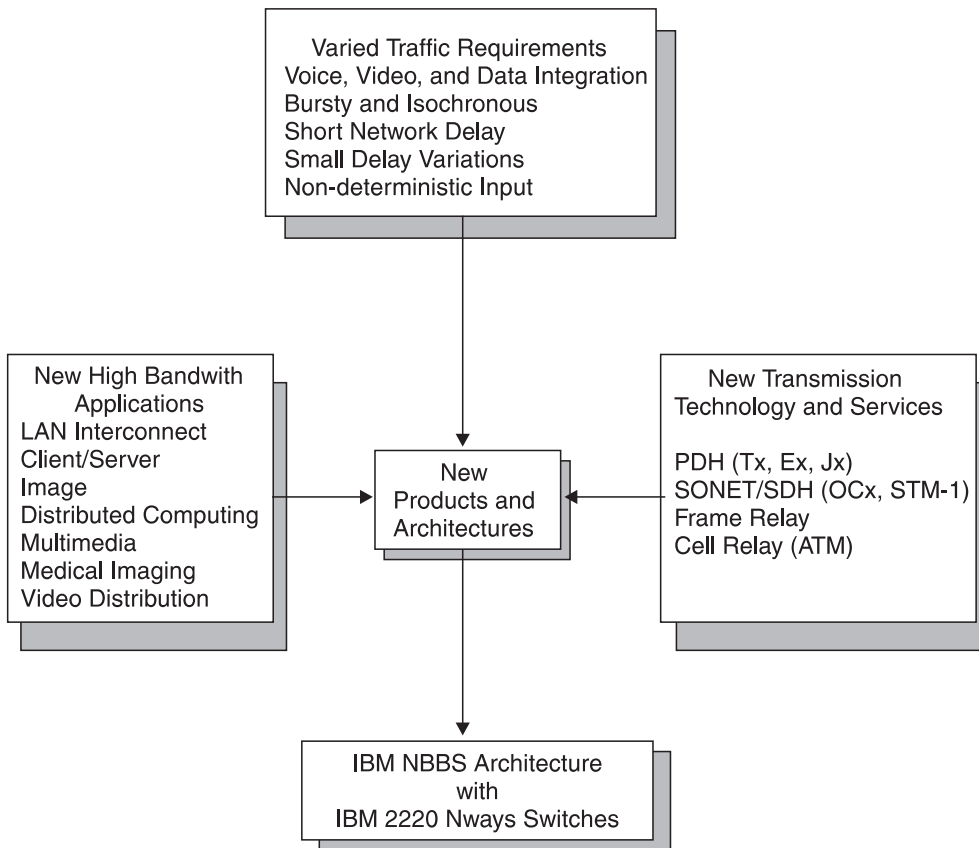 Varied Traffic Requirements
Voice, Video, and Data Integration
Bursty and Isochronous
Short Network Delay
Small Delay Variations
Non-deterministic Input
New High Bandwith
Applications
LAN Interconnect
Client/Server
Image
Distributed Computing
Multimedia
Medical Imaging
Video Distribution
New
Products and
Architectures
New Transmission
Technology and Services
PDH (Tx, Ex, Jx)
SONET/SDH (OCx, STM-1)
Frame Relay
Cell Relay (ATM)
IBM NBBS Architecture
with
IBM 2220 Nways Switches